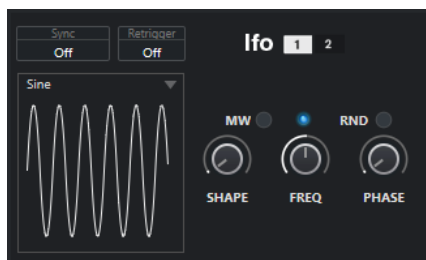 Sync
Off
Retrigger
Off
lfo 1 2
Sine
MW
RND
SHAPE
FREQ
PHASE